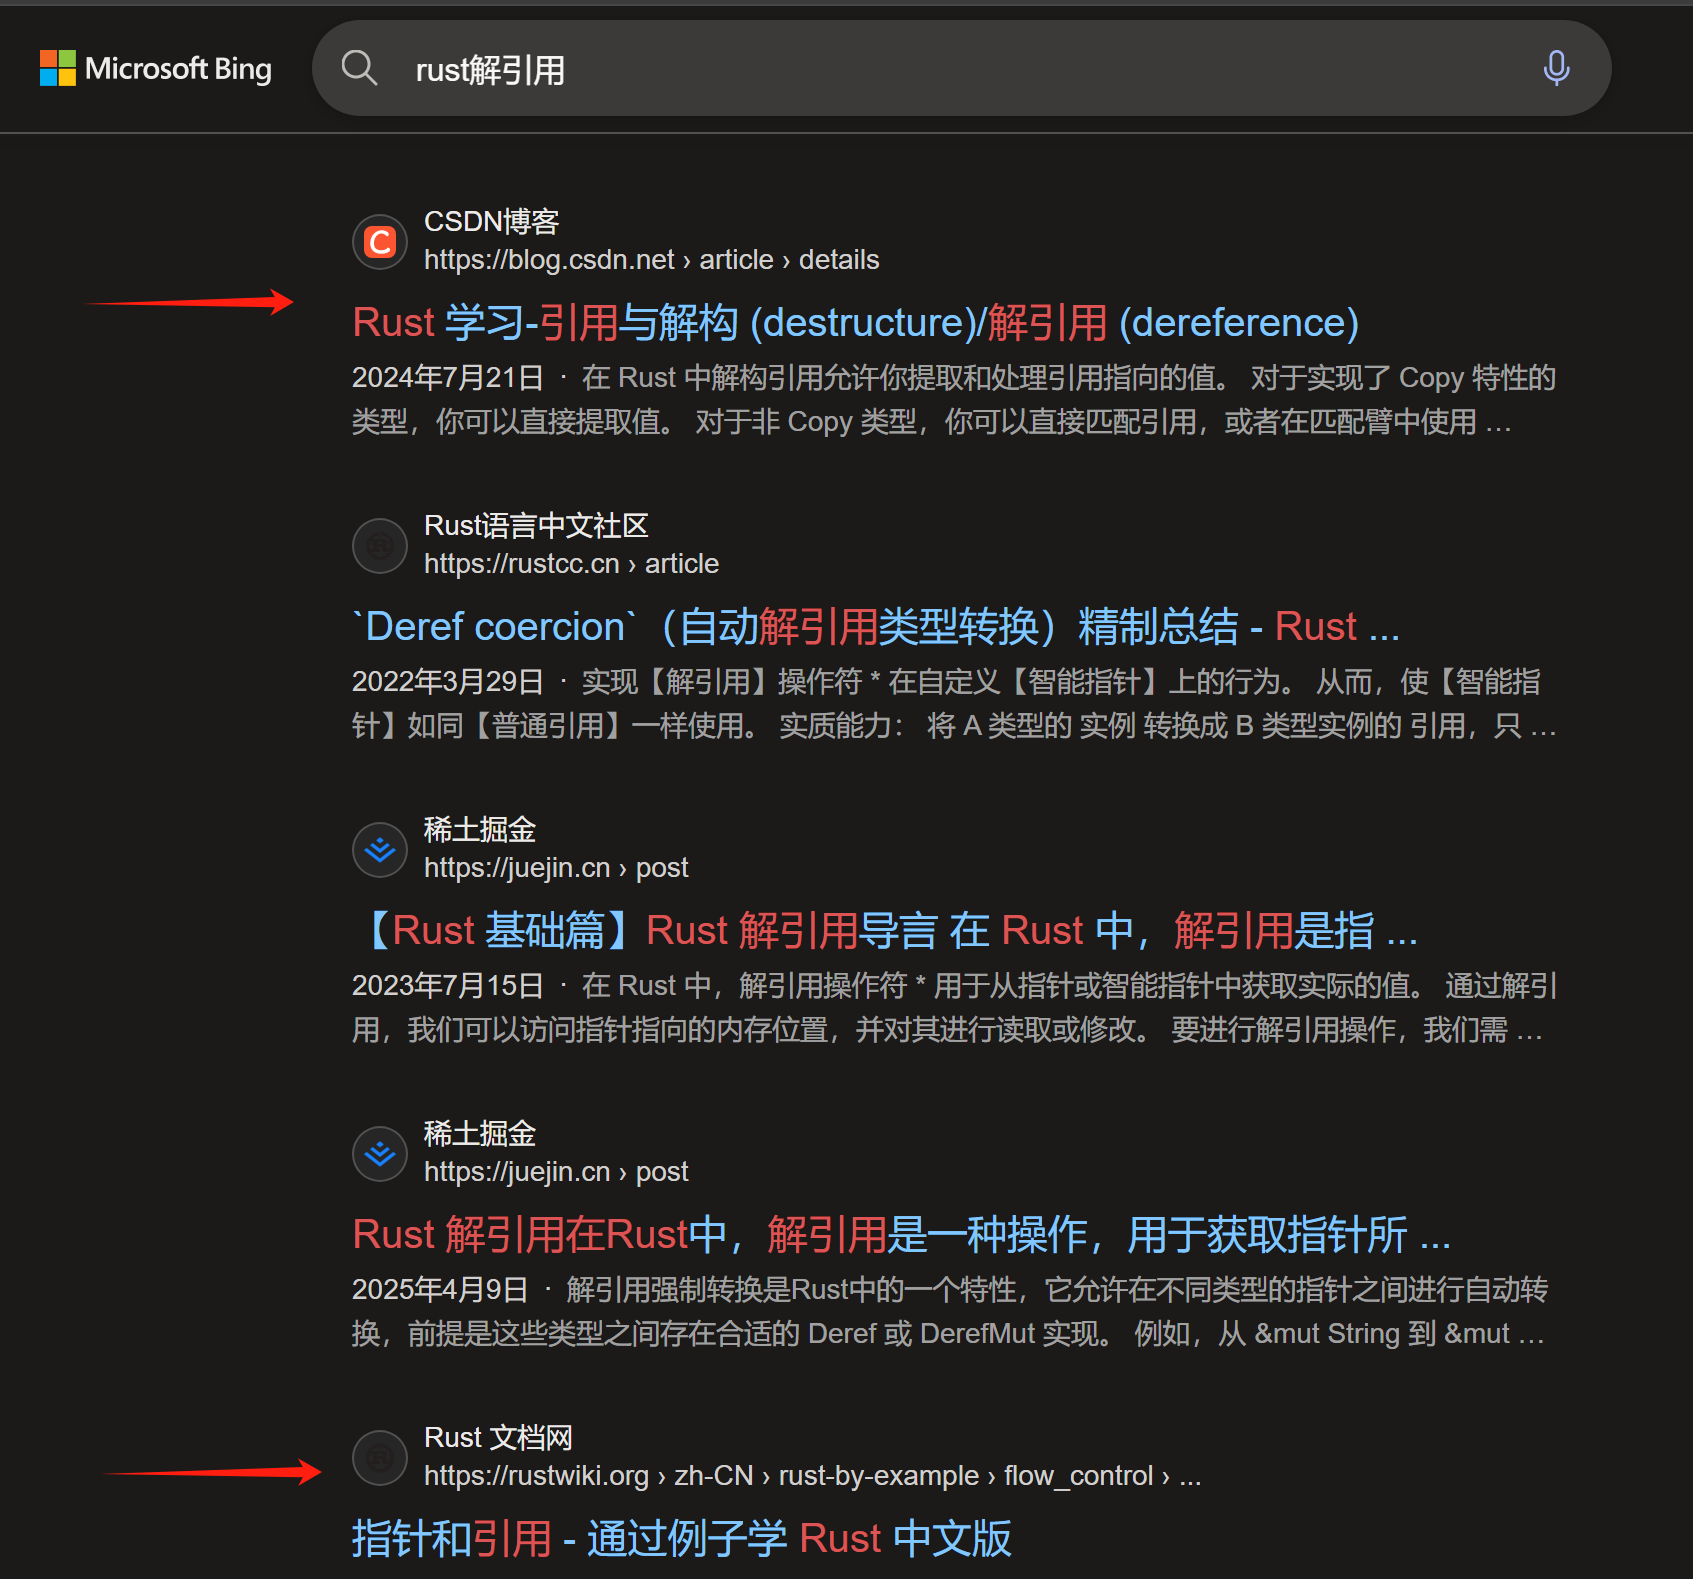 Microsoft Bing
rust解引用
CSDN博客
https://blog.csdn.net › article › details
Rust 学习-引用与解构 (destructure)/解引用 (dereference)
2024年7月21日 · 在 Rust 中解构引用允许你提取和处理引用指向的值。 对于实现了 Copy 特性的
类型，你可以直接提取值。 对于非 Copy 类型，你可以直接匹配引用，或者在匹配臂中使用 …
Rust语言中文社区
https://rustcc.cn › article
`Deref coercion`（自动解引用类型转换）精制总结 - Rust ...
2022年3月29日 · 实现【解引用】操作符 * 在自定义【智能指针】上的行为。 从而，使【智能指
针】如同【普通引用】一样使用。 实质能力： 将 A 类型的 实例 转换成 B 类型实例的 引用，只 …
稀土掘金
https://juejin.cn › post
【Rust 基础篇】Rust 解引用导言 在 Rust 中，解引用是指 ...
2023年7月15日 · 在 Rust 中，解引用操作符 * 用于从指针或智能指针中获取实际的值。 通过解引
用，我们可以访问指针指向的内存位置，并对其进行读取或修改。 要进行解引用操作，我们需 …
稀土掘金
https://juejin.cn › post
Rust 解引用在Rust中，解引用是一种操作，用于获取指针所 ...
2025年4月9日 · 解引用强制转换是Rust中的一个特性，它允许在不同类型的指针之间进行自动转
换，前提是这些类型之间存在合适的 Deref 或 DerefMut 实现。 例如，从 &mut String 到 &mut …
Rust 文档网
https://rustwiki.org › zh-CN › rust-by-example › flow_control › ...
指针和引用 - 通过例子学 Rust 中文版